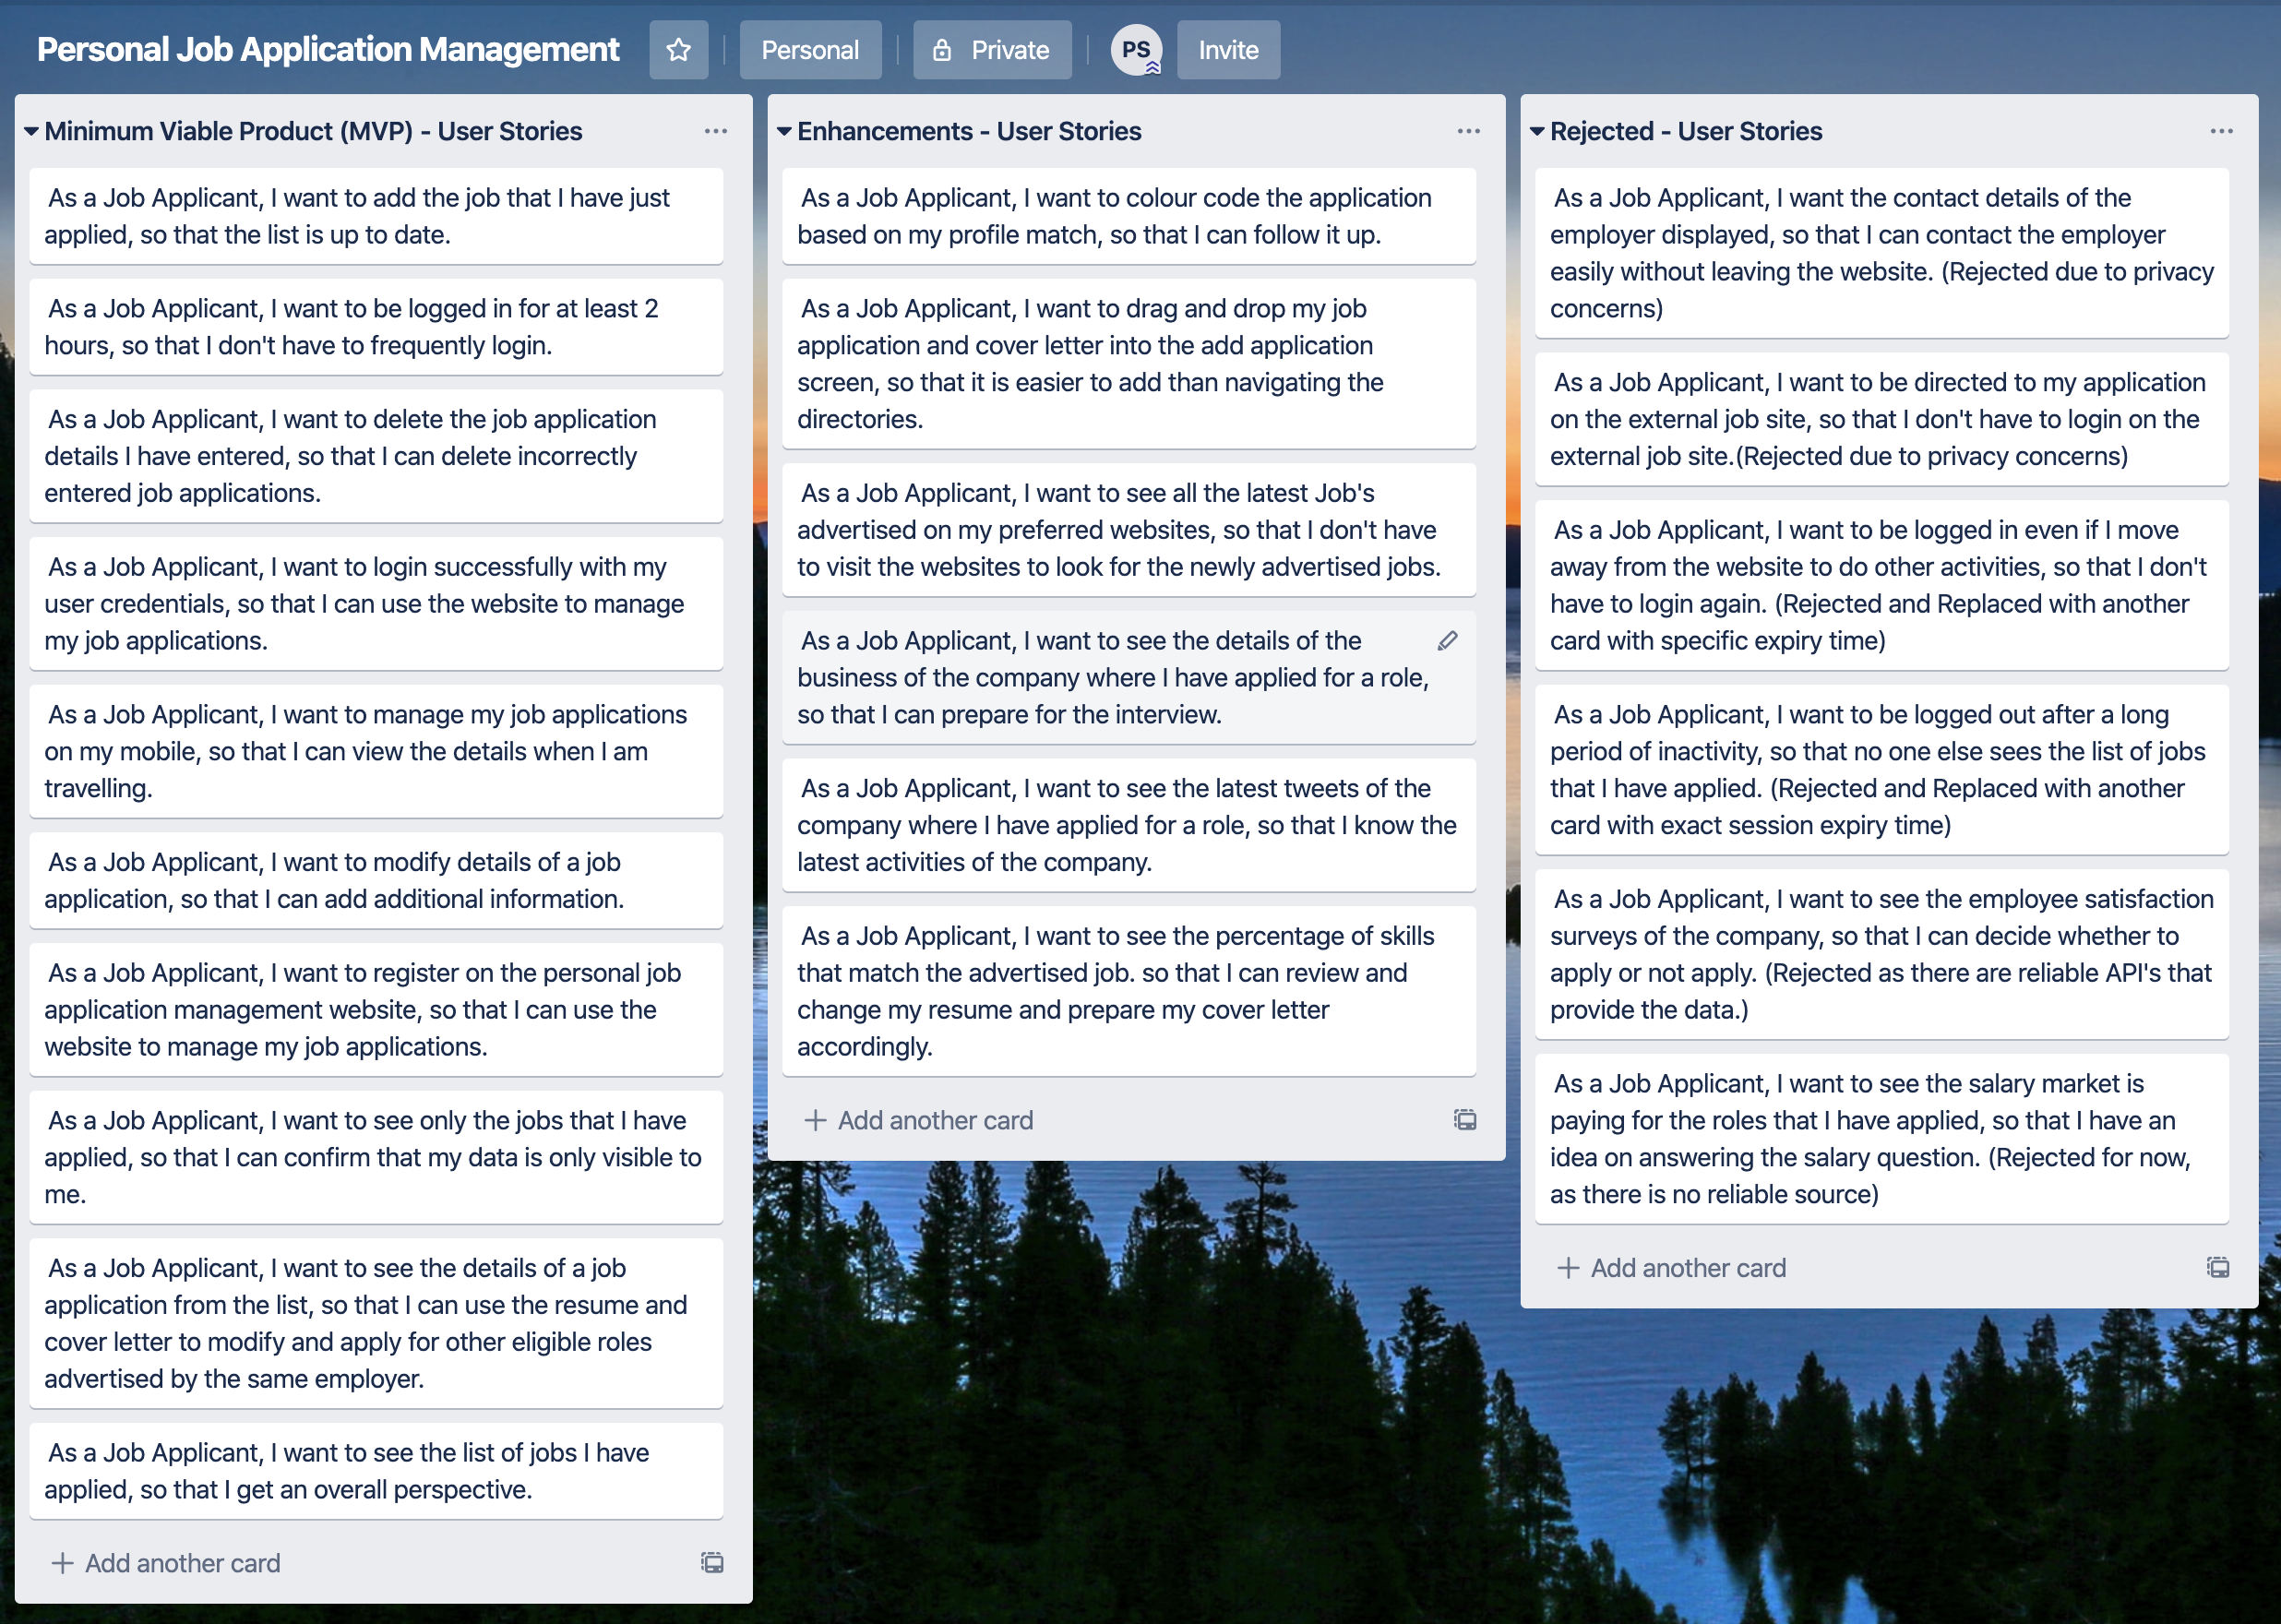 Personal Job Application Management
Personal
Private
PS
Invite
Minimum Viable Product (MVP) - User Stories
As a Job Applicant, I want to add the job that I have just
applied, so that the list is up to date.
As a Job Applicant, I want to be logged in for at least 2
hours, so that I don't have to frequently login.
As a Job Applicant, I want to delete the job application
details I have entered, so that I can delete incorrectly
entered job applications.
As a Job Applicant, I want to login successfully with my
user credentials, so that I can use the website to manage
my job applications.
As a Job Applicant, I want to manage my job applications
on my mobile, so that I can view the details when I am
travelling.
As a Job Applicant, I want to modify details of a job
application, so that I can add additional information.
As a Job Applicant, I want to register on the personal job
application management website, so that I can use the
website to manage my job applications.
As a Job Applicant, I want to see only the jobs that I have
applied, so that I can confirm that my data is only visible to
me.
As a Job Applicant, I want to see the details of a job
application from the list, so that I can use the resume and
cover letter to modify and apply for other eligible roles
advertised by the same employer.
As a Job Applicant, I want to see the list of jobs I have
applied, so that I get an overall perspective.
Add another card
Enhancements - User Stories
As a Job Applicant, I want to colour code the application
based on my profile match, so that I can follow it up.
As a Job Applicant, I want to drag and drop my job
application and cover letter into the add application
screen, so that it is easier to add than navigating the
directories.
As a Job Applicant, I want to see all the latest Job's
advertised on my preferred websites, so that I don't have
to visit the websites to look for the newly advertised jobs.
As a Job Applicant, I want to see the details of the
business of the company where I have applied for a role,
so that I can prepare for the interview.
As a Job Applicant, I want to see the latest tweets of the
company where I have applied for a role, so that I know the
latest activities of the company.
As a Job Applicant, I want to see the percentage of skills
that match the advertised job. so that I can review and
change my resume and prepare my cover letter
accordingly.
Add another card
Rejected - User Stories
As a Job Applicant, I want the contact details of the
employer displayed, so that I can contact the employer
easily without leaving the website. (Rejected due to privacy
concerns)
As a Job Applicant, I want to be directed to my application
on the external job site, so that I don't have to login on the
external job site.(Rejected due to privacy concerns)
As a Job Applicant, I want to be logged in even if I move
away from the website to do other activities, so that I don't
have to login again. (Rejected and Replaced with another
card with specific expiry time)
As a Job Applicant, I want to be logged out after a long
period of inactivity, so that no one else sees the list of jobs
that I have applied. (Rejected and Replaced with another
card with exact session expiry time)
As a Job Applicant, I want to see the employee satisfaction
surveys of the company, so that I can decide whether to
apply or not apply. (Rejected as there are reliable API's that
provide the data.)
As a Job Applicant, I want to see the salary market is
paying for the roles that I have applied, so that I have an
idea on answering the salary question. (Rejected for now,
as there is no reliable source)
Add another card